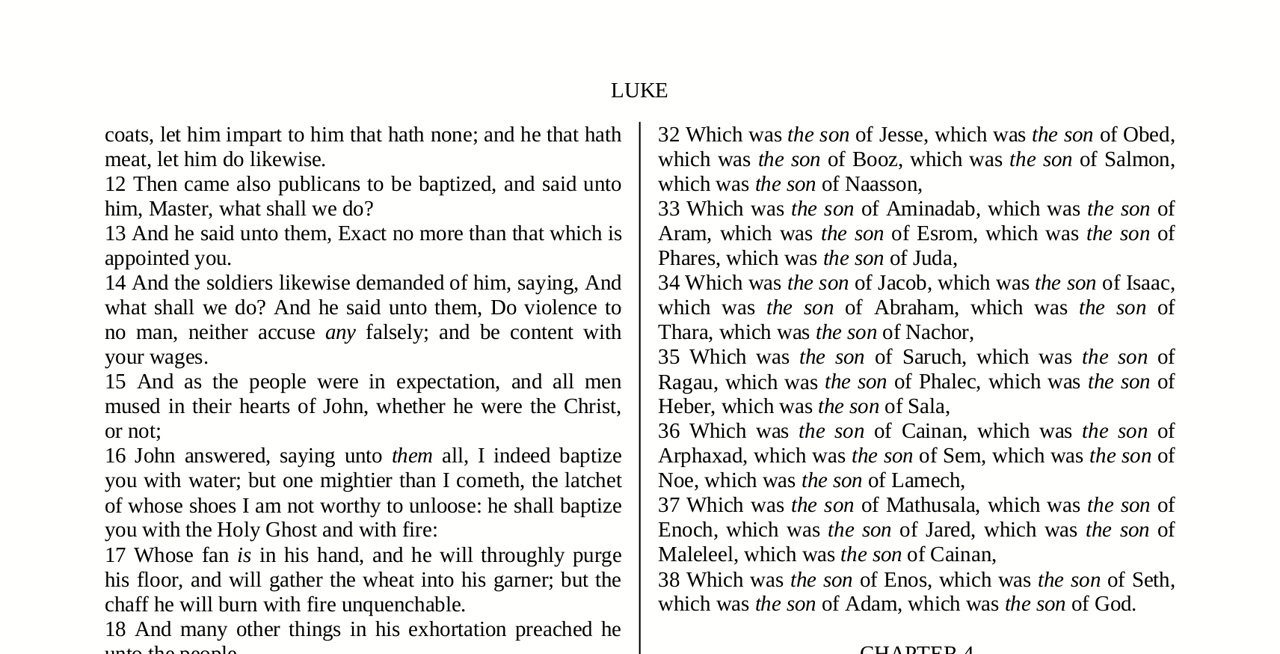 LUKE
coats, let him impart to him that hath none; and he that hath
meat, let him do likewise.
12 Then came also publicans to be baptized, and said unto
him, Master, what shall we do?
13 And he said unto them, Exact no more than that which is
appointed you.
14 And the soldiers likewise demanded of him, saying, And
what shall we do? And he said unto them, Do violence to
no man, neither accuse any falsely; and be content with
your wages.
15 And as the people were in expectation, and all men
mused in their hearts of John, whether he were the Christ,
or not;
16 John answered, saying unto them all, I indeed baptize
you with water; but one mightier than I cometh, the latchet
of whose shoes I am not worthy to unloose: he shall baptize
you with the Holy Ghost and with fire:
17 Whose fan is in his hand, and he will throughly purge
his floor, and will gather the wheat into his garner; but the
chaff he will burn with fire unquenchable.
18 And many other things in his exhortation preached he
unto the people.
32 Which was the son of Jesse, which was the son of Obed,
which was the son of Booz, which was the son of Salmon,
which was the son of Naasson,
33 Which was the son of Aminadab, which was the son of
Aram, which was the son of Esrom, which was the son of
Phares, which was the son of Juda,
34 Which was the son of Jacob, which was the son of Isaac,
which was the son of Abraham, which was the son of
Thara, which was the son of Nachor,
35 Which was the son of Saruch, which was the son of
Ragau, which was the son of Phalec, which was the son of
Heber, which was the son of Sala,
36 Which was the son of Cainan, which was the son of
Arphaxad, which was the son of Sem, which was the son of
Noe, which was the son of Lamech,
37 Which was the son of Mathusala, which was the son of
Enoch, which was the son of Jared, which was the son of
Maleleel, which was the son of Cainan,
38 Which was the son of Enos, which was the son of Seth,
which was the son of Adam, which was the son of God.
CHAPTER 4